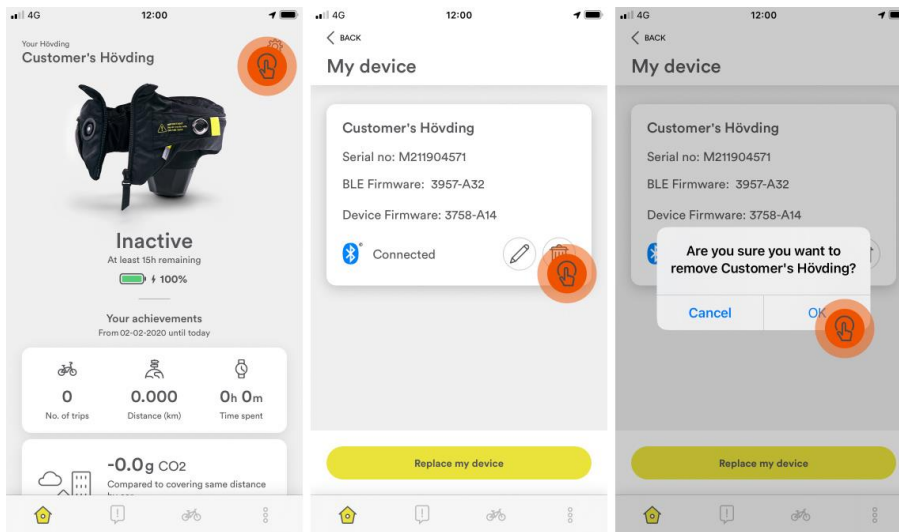 4G 12:00
Your Hövding
Customer's Hövding
Inactive
At least 15h remaining
100%
Your achievements
From 02-02-2020 until today
0
No. of trips
0.000
Distance (km)
0h 0m
Time spent
-0.0g CO2
Compared to covering same distance
4G 12:00
BACK
My device
Customer's Hövding
Serial no: M211904571
BLE Firmware: 3957-A32
Device Firmware: 3758-A14
Connected
Replace my device
4G 12:00
BACK
My device
Customer's Hövding
Serial no: M211904571
BLE Firmware: 3957-A32
Device Firmware: 3758-A14
Are you sure you want to
remove Customer's Hövding?
Cancel OK
Replace my device